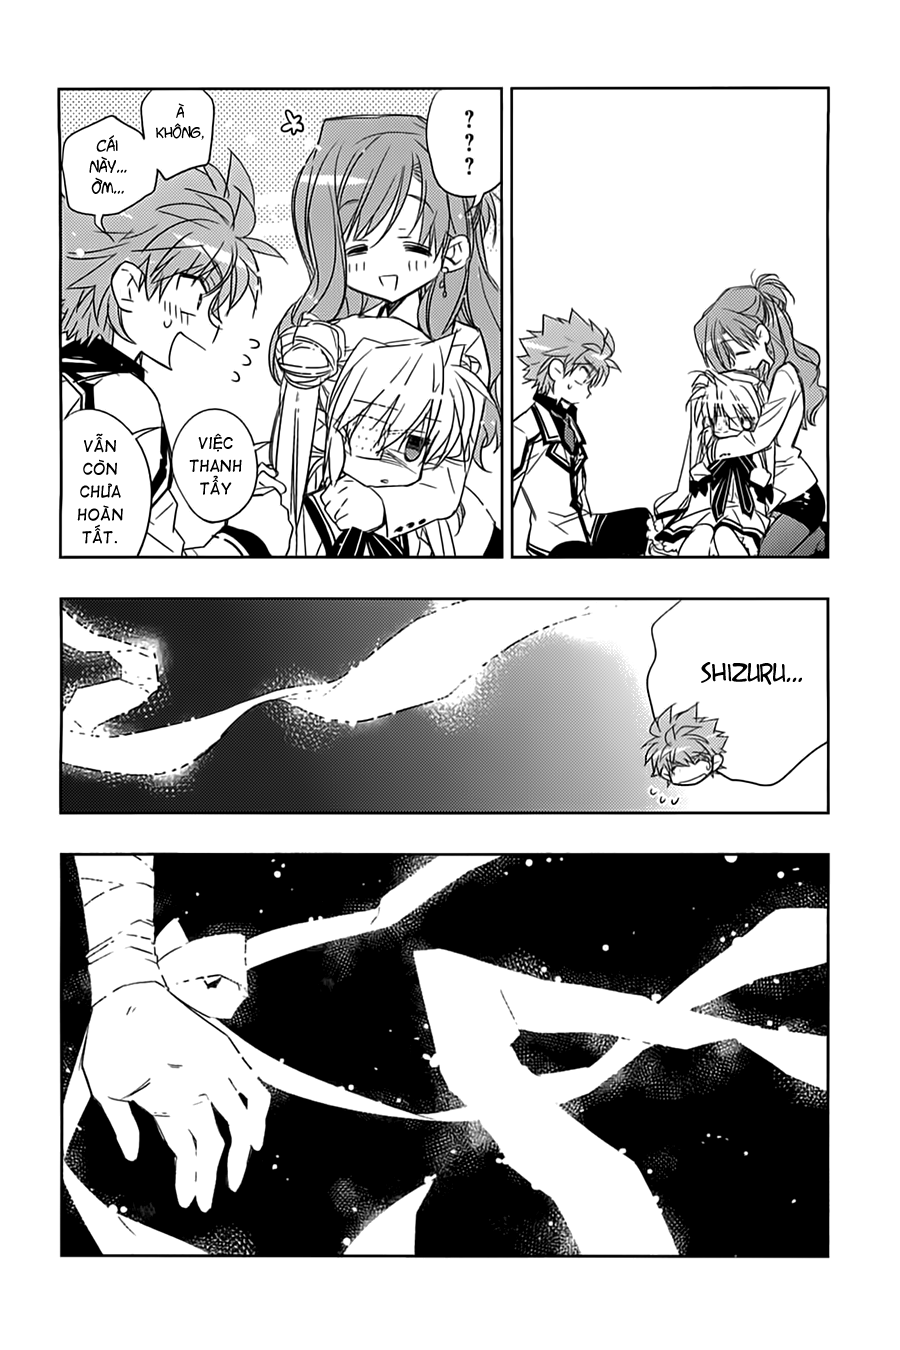 ?
?
?
À
KHÔNG,
CÁI
NÀY...
ỜM...
VIỆC
THANH
TẨY
VẪN
CÒN
CHƯA
HOÀN
TẤT.
SHIZURU...